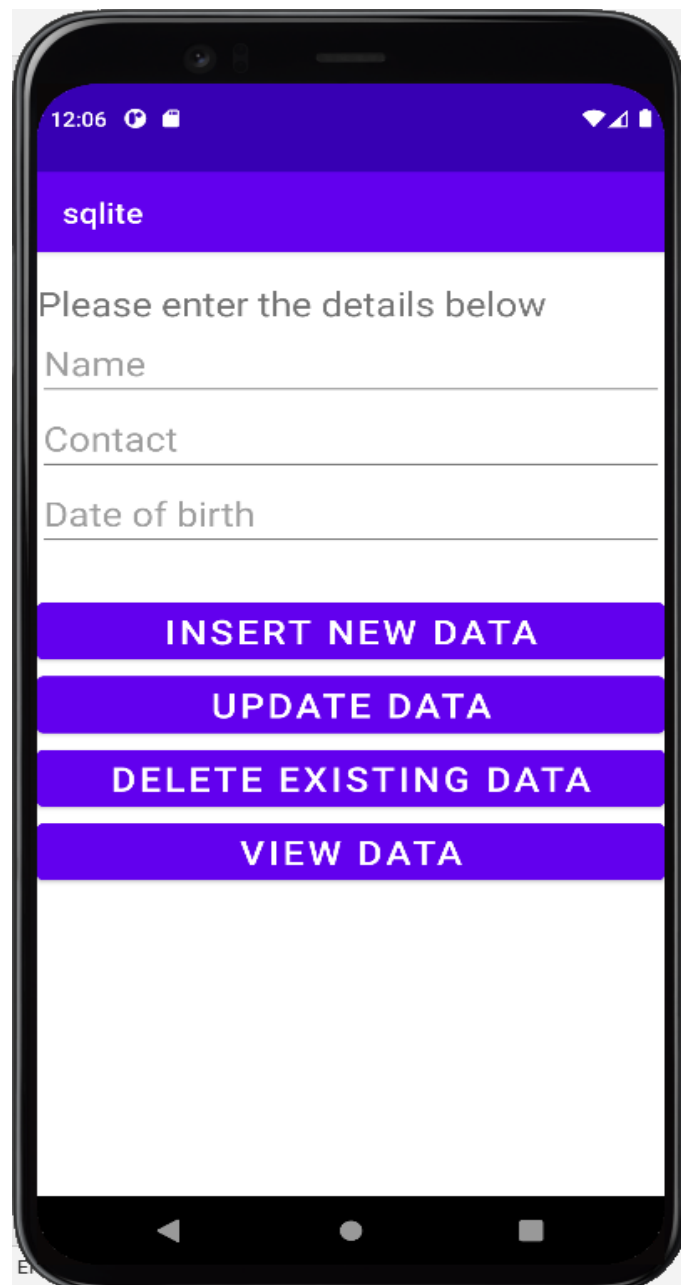 12:06
sqlite
Please enter the details below
Name
Contact
Date of birth
INSERT NEW DATA
UPDATE DATA
DELETE EXISTING DATA
VIEW DATA